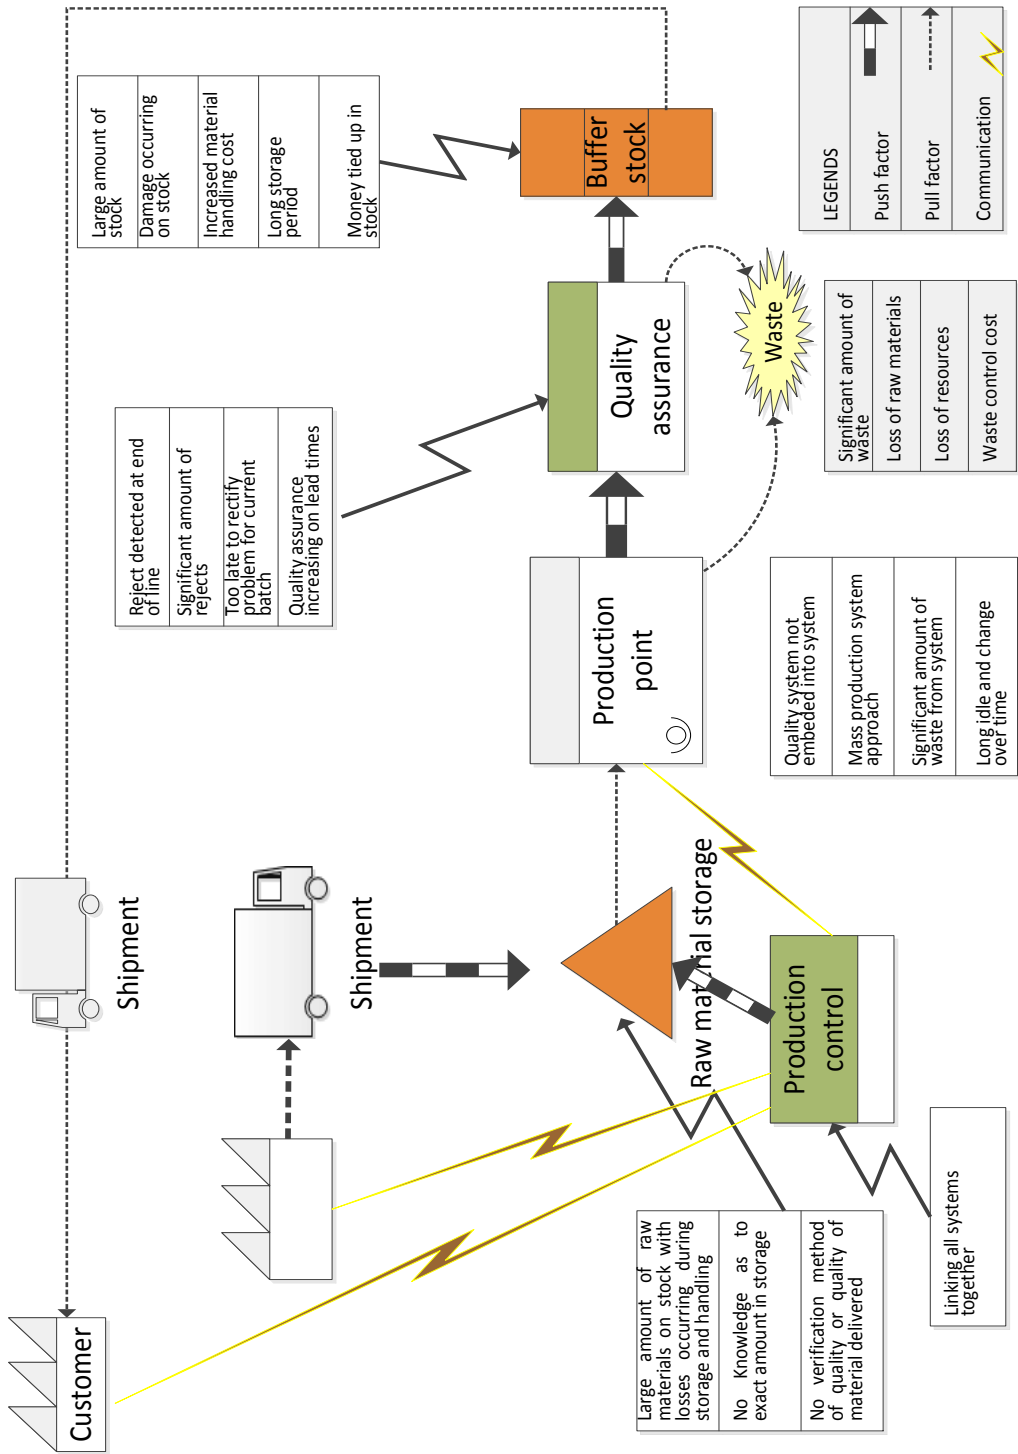 Customer
Shipment
Shipment
Large amount of raw
materials on stock with
losses occurring during
storage and handling
No Knowledge as to
exact amount in storage
No verification method
of quality or quality of
material delivered
Linking all systems
together
Raw material storage
Production
control
Reject detected at end
of line
Significant amount of
rejects
Too late to rectify
problem for current
batch
Quality assurance
increasing on lead times
Production
point
Quality system not
embeded into system
Mass production system
approach
Significant amount of
waste from system
Long idle and change
over time
Quality
assurance
Waste
Large amount of
stock
Damage occurring
on stock
Increased material
handling cost
Long storage
period
Money tied up in
stock
Buffer
stock
Significant amount of
waste
Loss of raw materials
Loss of resources
Waste control cost
LEGENDS
Push factor
Pull factor
Communication